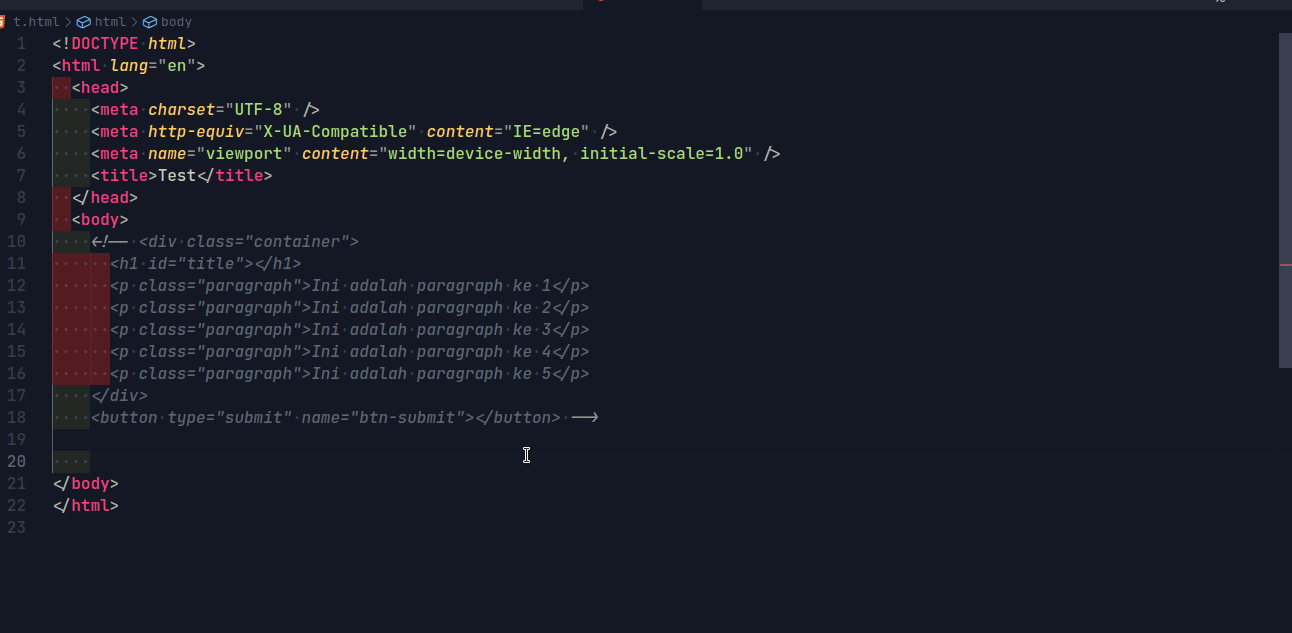 t.html > html > body
1 <!DOCTYPE html>
2 <html lang="en">
3   <head>
4     <meta charset="UTF-8" />
5     <meta http-equiv="X-UA-Compatible" content="IE=edge" />
6     <meta name="viewport" content="width=device-width, initial-scale=1.0" />
7     <title>Test</title>
8   </head>
9   <body>
10     <!-- <div class="container">
11       <h1 id="title"></h1>
12       <p class="paragraph">Ini adalah paragraph ke 1</p>
13       <p class="paragraph">Ini adalah paragraph ke 2</p>
14       <p class="paragraph">Ini adalah paragraph ke 3</p>
15       <p class="paragraph">Ini adalah paragraph ke 4</p>
16       <p class="paragraph">Ini adalah paragraph ke 5</p>
17     </div>
18     <button type="submit" name="btn-submit"></button> -->
19
20
21 </body>
22 </html>
23